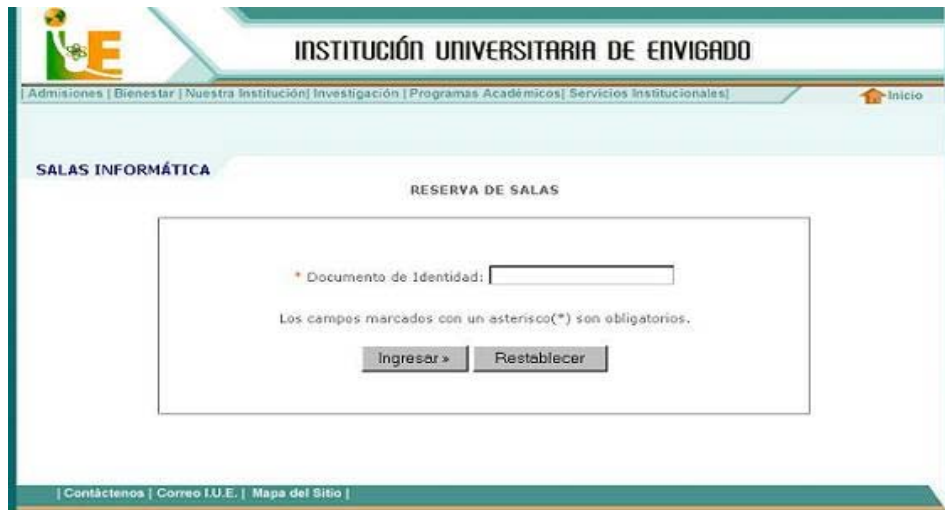 iUE
INSTITUCIÓN UNIVERSITARIA DE ENVIGADO
| Admisiones | Bienestar | Nuestra Institución| Investigación | Programas Académicos| Servicios Institucionales|
Inicio
SALAS INFORMÁTICA
RESERVA DE SALAS
* Documento de Identidad:
Los campos marcados con un asterisco(*) son obligatorios.
Ingresar »
Restablecer
| Contáctenos | Correo I.U.E. | Mapa del Sitio |